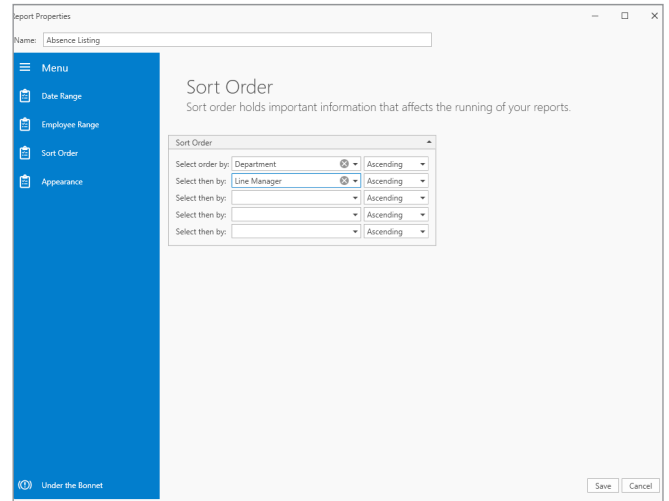 Report Properties
Name: Absence Listing
Menu
Date Range
Employee Range
Sort Order
Appearance
Under the Bonnet
Sort Order
Sort order holds important information that affects the running of your reports.
Sort Order
Select order by: Department Ascending
Select then by: Line Manager Ascending
Select then by: Ascending
Select then by: Ascending
Select then by: Ascending
Save Cancel